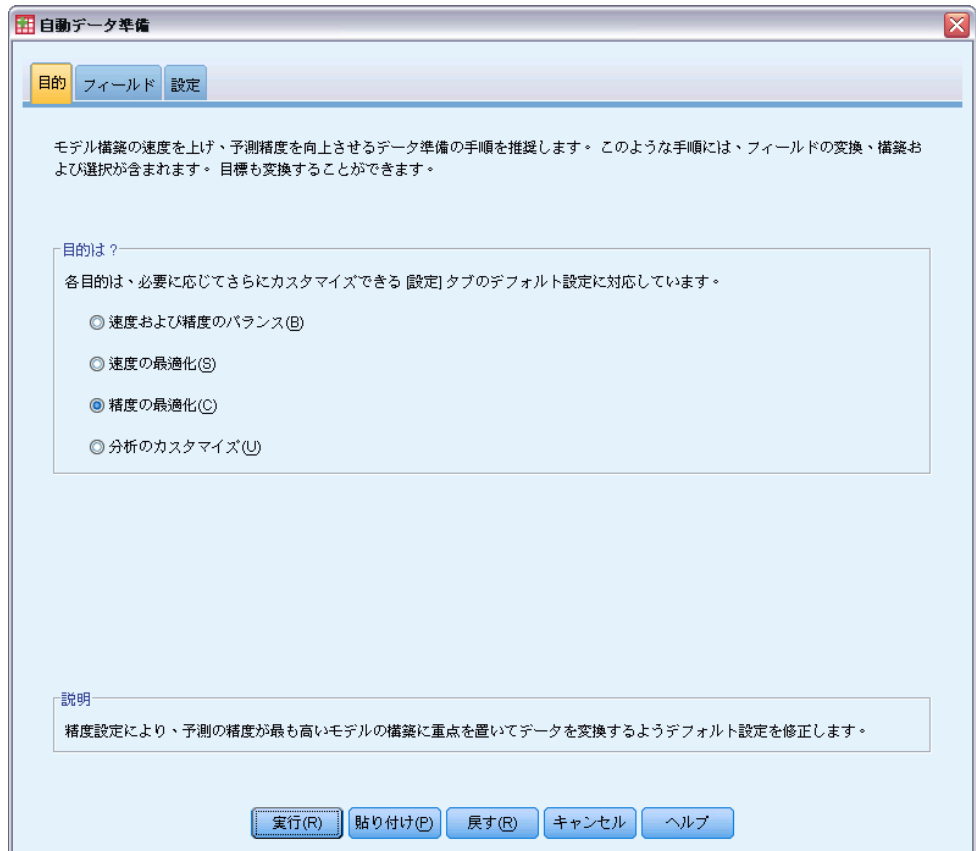 自動データ準備
目的 フィールド 設定
モデル構築の速度を上げ、予測精度を向上させるデータ準備の手順を推奨します。このような手順には、フィールドの変換、構築お
よび選択が含まれます。目標も変換することができます。
目的は?
各目的は、必要に応じてさらにカスタマイズできる [設定] タブのデフォルト設定に対応しています。
速度および精度のバランス(B)
速度の最適化(S)
精度の最適化(C)
分析のカスタマイズ(U)
説明
精度設定により、予測の精度が最も高いモデルの構築に重点を置いてデータを変換するようデフォルト設定を修正します。
実行(R) 貼り付け(P) 戻す(R) キャンセル ヘルプ